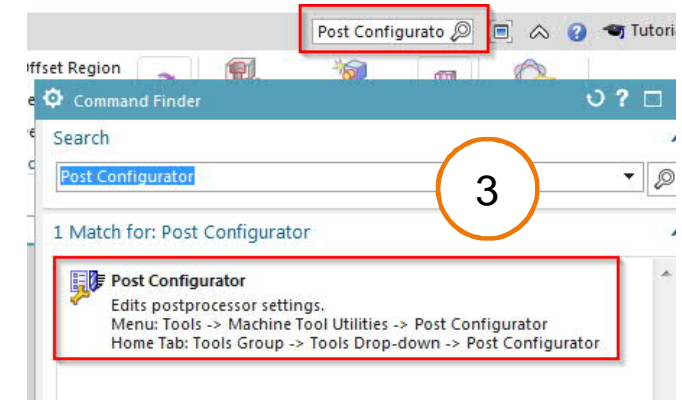 Post Configurato
Tutori
ffset Region
Command Finder
Search
Post Configurator
3
1 Match for: Post Configurator
Post Configurator
Edits postprocessor settings.
Menu: Tools -> Machine Tool Utilities -> Post Configurator
Home Tab: Tools Group -> Tools Drop-down -> Post Configurator